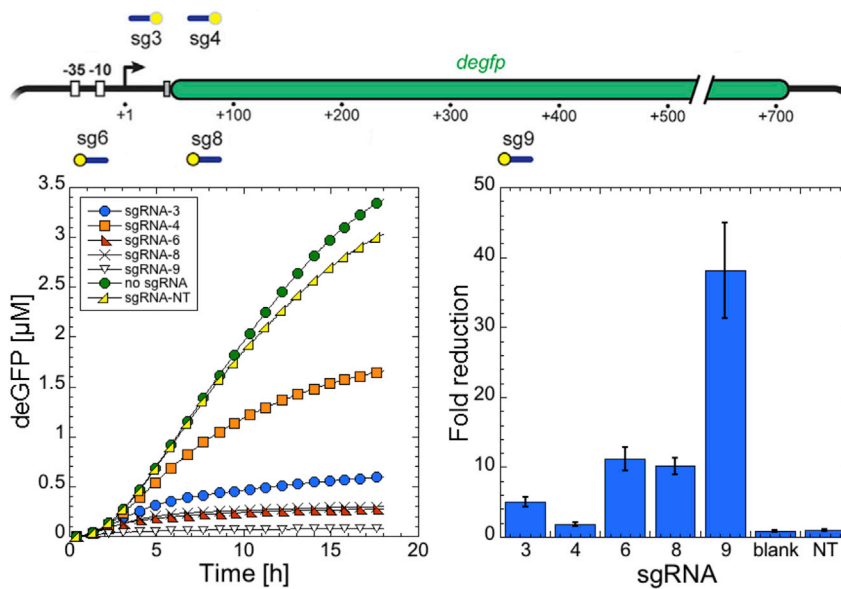 sg3 sg4
degfp
-35 -10
+1 +100 +200 +300 +400 +500 +700
sg6 sg8 sg9
3.5
3
2.5
2
1.5
1
0.5
0
deGFP [µM]
sgRNA-3
sgRNA-4
sgRNA-6
sgRNA-8
sgRNA-9
no sgRNA
sgRNA-NT
0 5 10 15 20
Time [h]
50
40
30
20
10
0
Fold reduction
3 4 6 8 9 blank NT
sgRNA